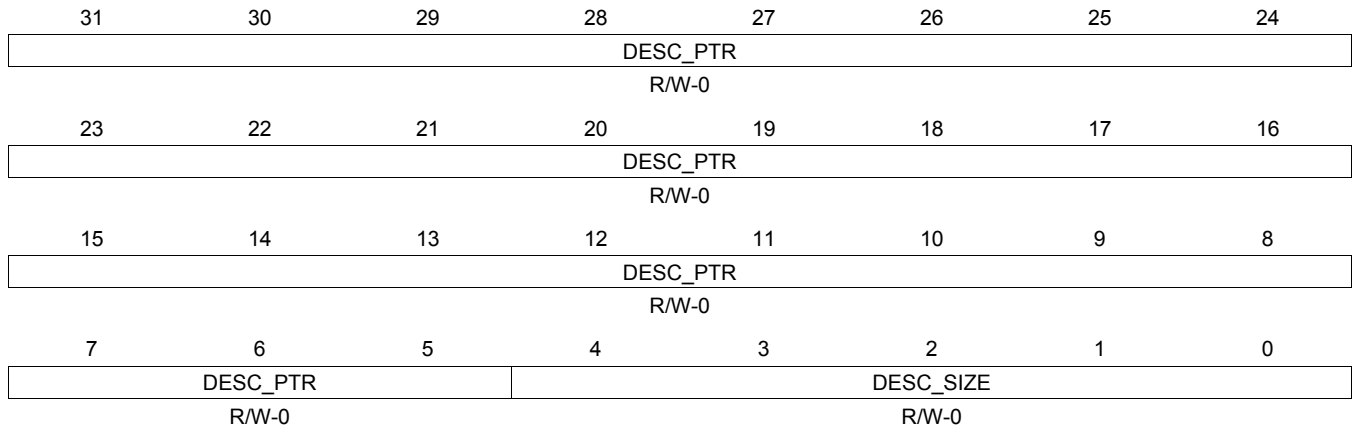 31 30 29 28 27 26 25 24
DESC_PTR
R/W-0
23 22 21 20 19 18 17 16
DESC_PTR
R/W-0
15 14 13 12 11 10 9 8
DESC_PTR
R/W-0
7 6 5 4 3 2 1 0
DESC_PTR DESC_SIZE
R/W-0 R/W-0